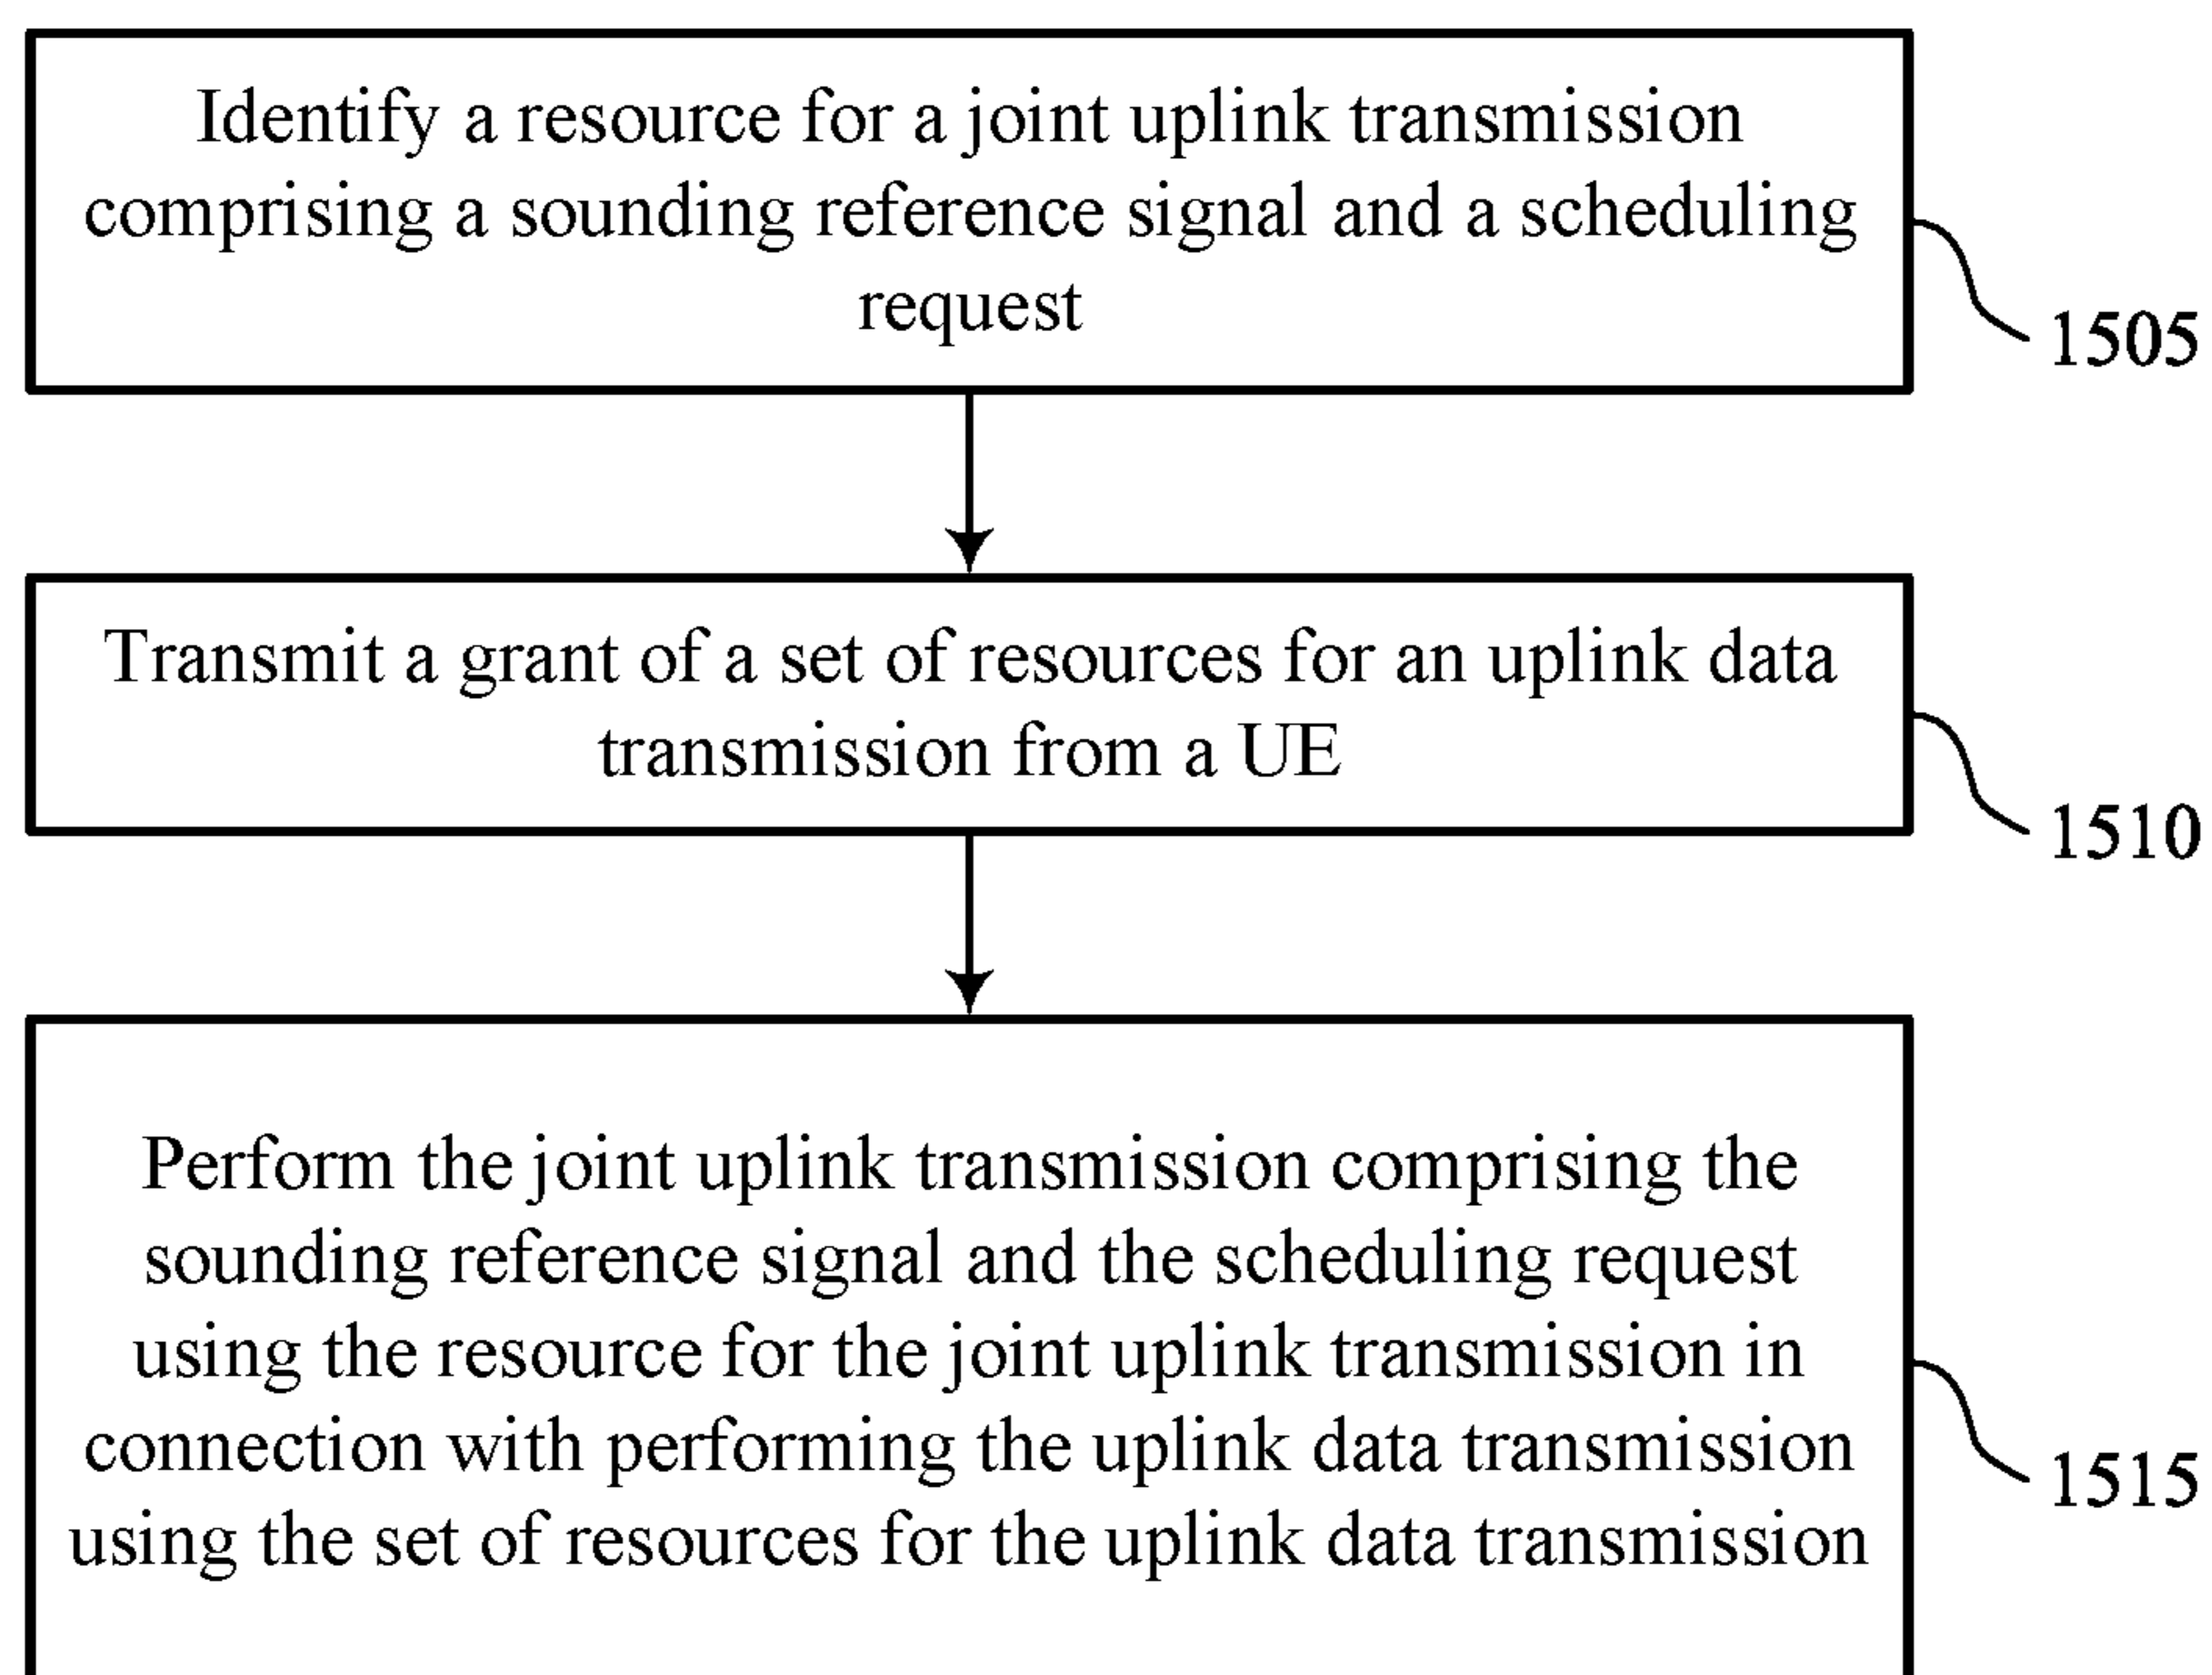 Identify a resource for a joint uplink transmission
comprising a sounding reference signal and a scheduling
request
1505
Transmit a grant of a set of resources for an uplink data
transmission from a UE
1510
Perform the joint uplink transmission comprising the
sounding reference signal and the scheduling request
using the resource for the joint uplink transmission in
connection with performing the uplink data transmission
using the set of resources for the uplink data transmission
1515